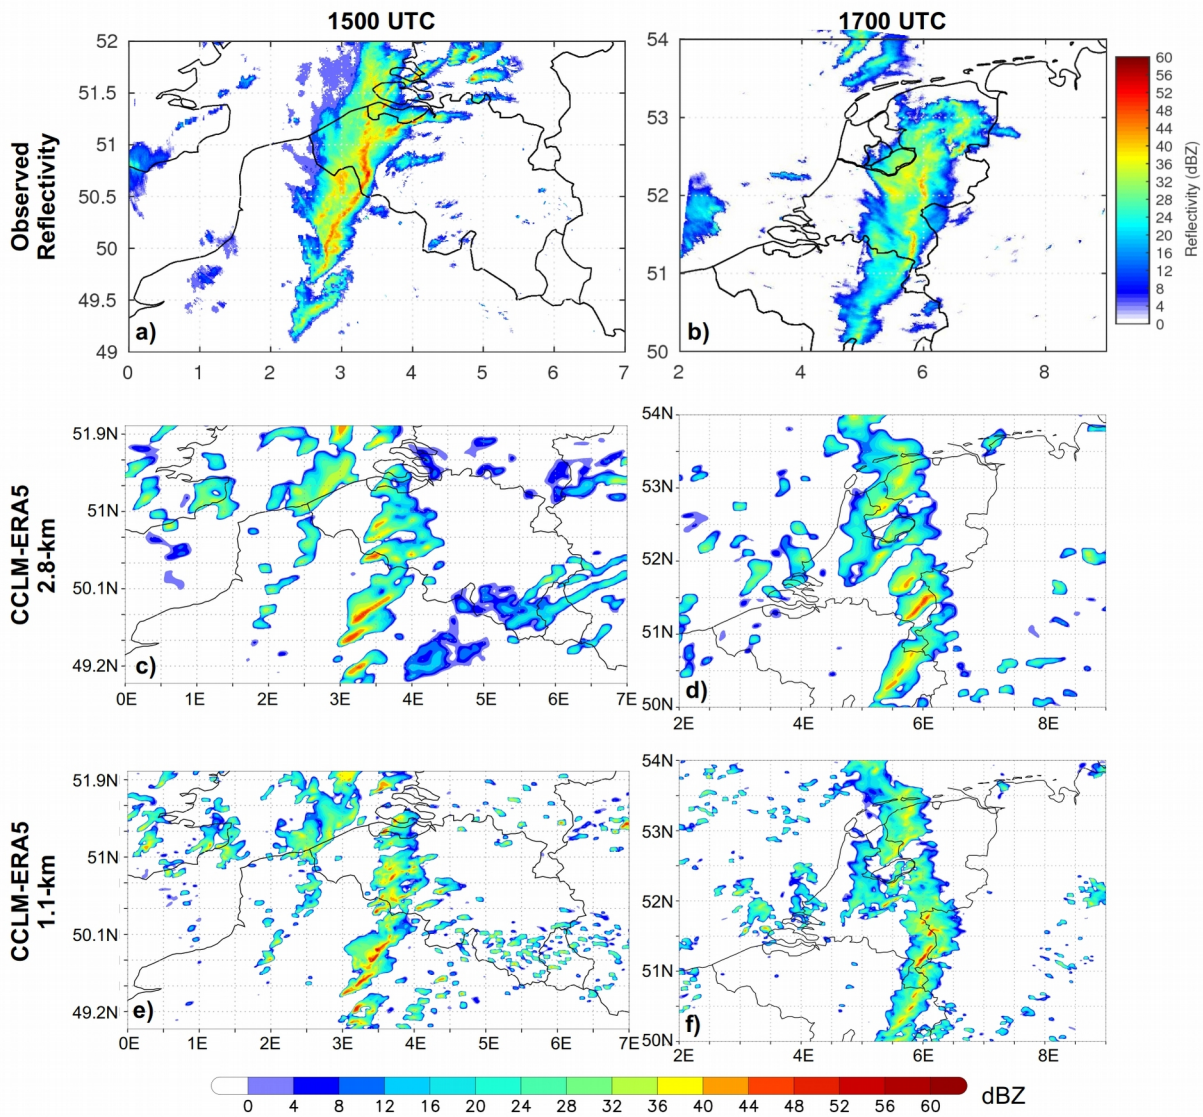 1500 UTC
1700 UTC
Observed
Reflectivity
52
51.5
51
50.5
50
49.5
49
a)
0
1
2
3
4
5
6
7
54
53
52
51
50
b)
2
4
6
8
60
56
52
48
44
40
36
32
28
24
20
16
12
8
4
0
Reflectivity (dBZ)
CCLM-ERA5
2.8-km
51.9N
51N
50.1N
49.2N
c)
0E
1E
2E
3E
4E
5E
6E
7E
54N
53N
52N
51N
50N
d)
2E
4E
6E
8E
CCLM-ERA5
1.1-km
51.9N
51N
50.1N
49.2N
e)
0E
1E
2E
3E
4E
5E
6E
7E
54N
53N
52N
51N
50N
f)
2E
4E
6E
8E
0 4 8 12 16 20 24 28 32 36 40 44 48 52 56 60
dBZ